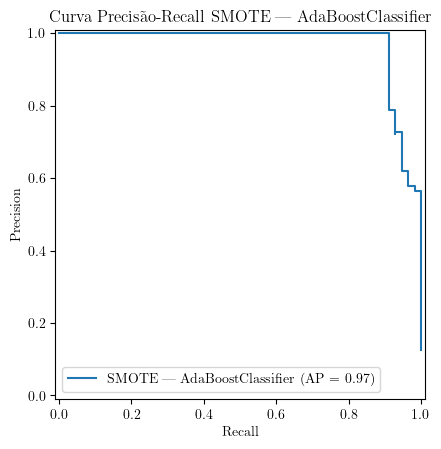 Curva Precisão-Recall SMOTE — AdaBoostClassifier
1.0
0.8
0.6
0.4
0.2
0.0
Precision
SMOTE — AdaBoostClassifier (AP = 0.97)
0.0 0.2 0.4 0.6 0.8 1.0
Recall